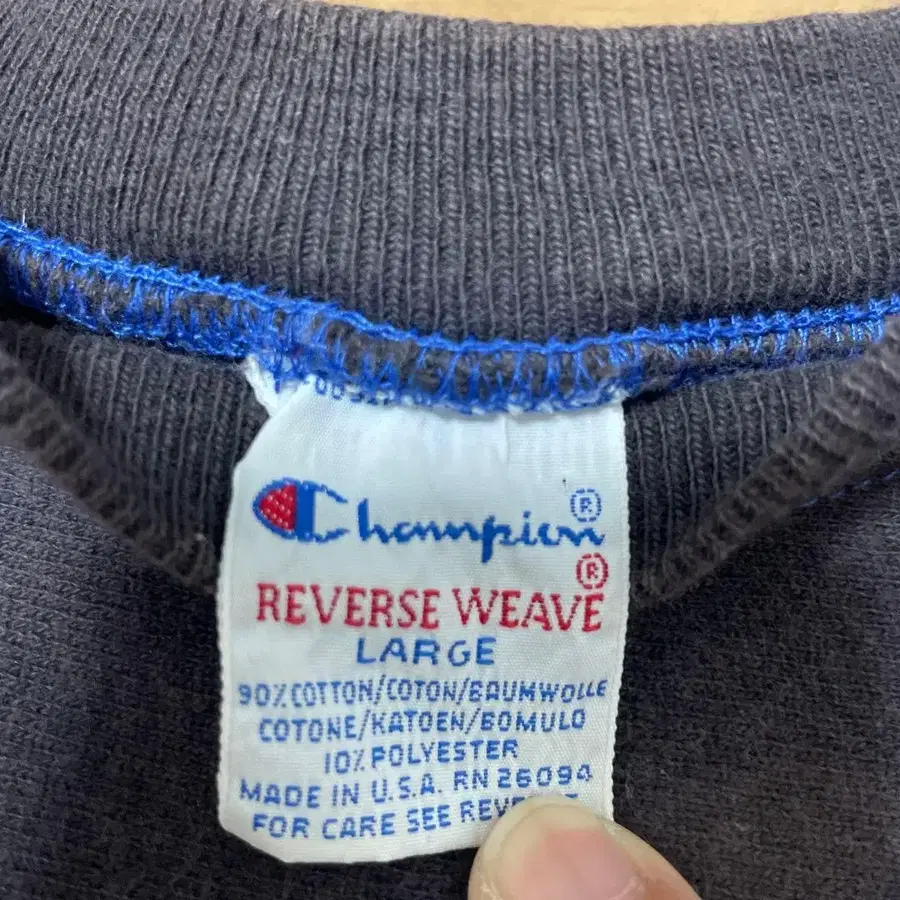 Champion®
REVERSE WEAVE®
LARGE
90% COTTON/COTON/BAUMWOLLE
COTONE/KATOEN/BOMULO
10% POLYESTER
MADE IN U.S.A. RN 26094
FOR CARE SEE